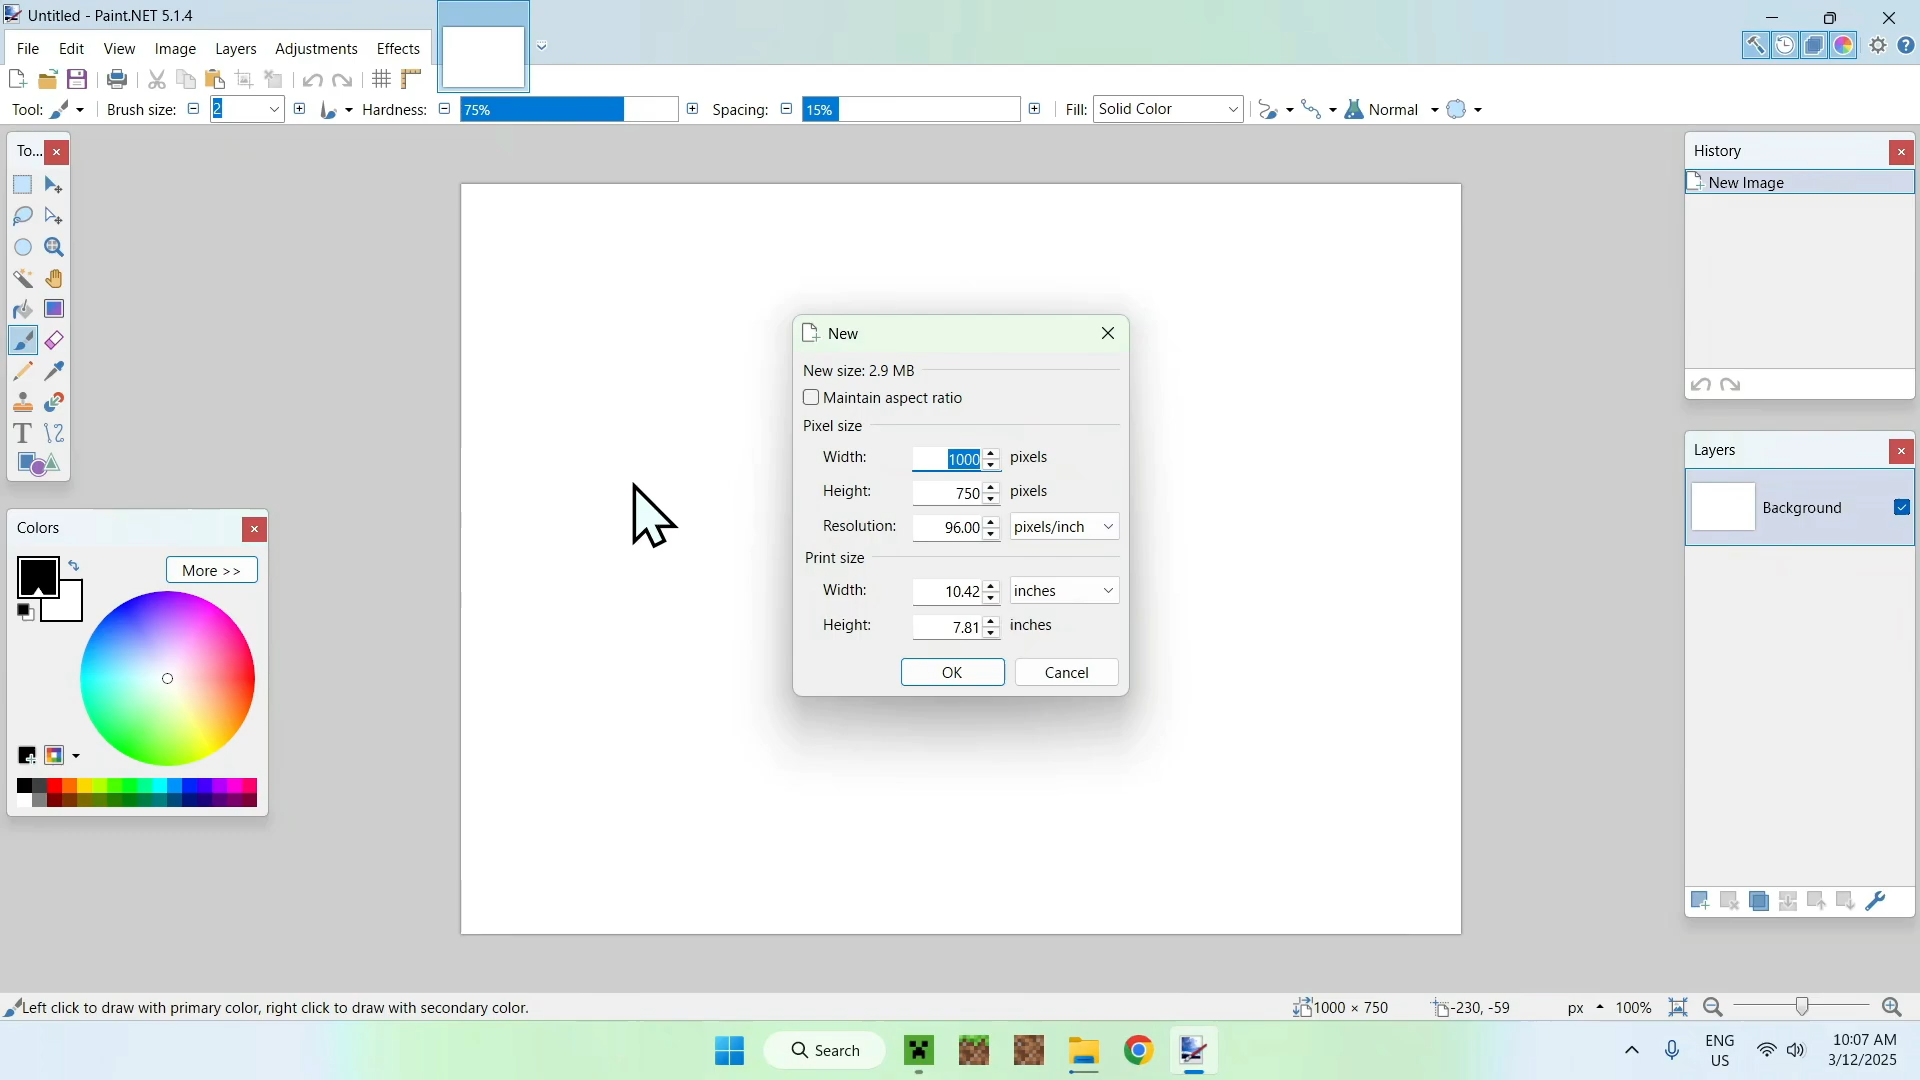 Untitled - Paint.NET 5.1.4
File Edit View Image Layers Adjustments Effects
Tool: Brush size: 2 Hardness: 75% Spacing: 15% Fill: Solid Color Normal
To...
History
New Image
New
New size: 2.9 MB
Maintain aspect ratio
Pixel size
Width: 1000 pixels
Height: 750 pixels
Resolution: 96.00 pixels/inch
Print size
Width: 10.42 inches
Height: 7.81 inches
OK Cancel
Layers
Background
Colors
More >>
Left click to draw with primary color, right click to draw with secondary color.
1000 × 750 -230, -59 px 100%
Search
ENG
US
10:07 AM
3/12/2025